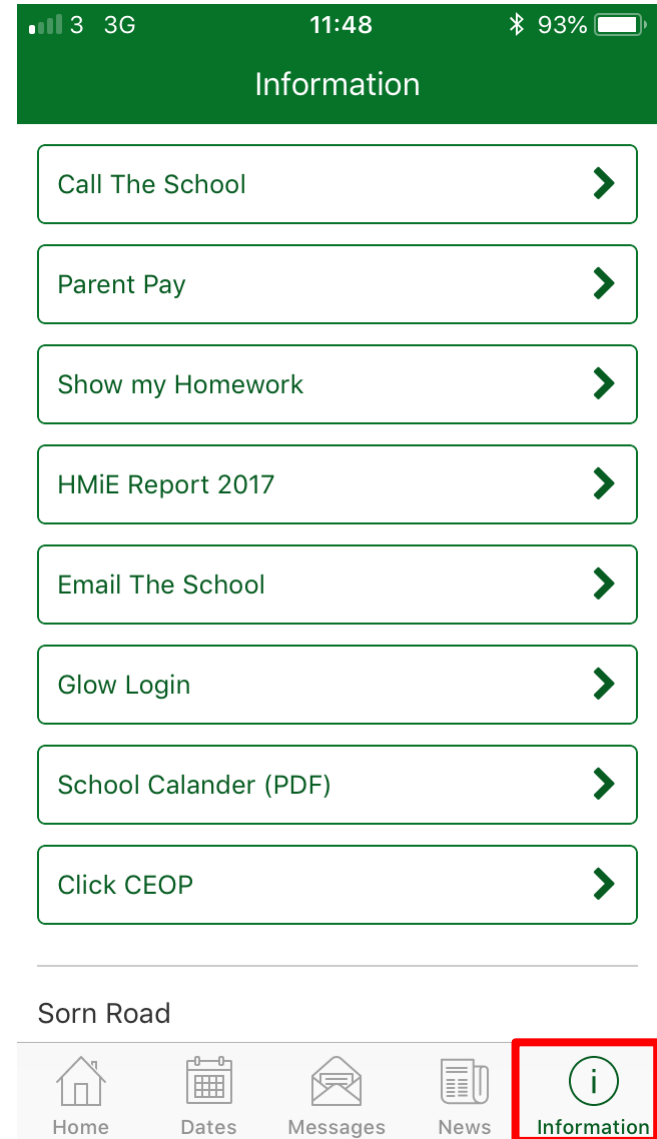 3 3G 11:48 93%
Information
Call The School
Parent Pay
Show my Homework
HMiE Report 2017
Email The School
Glow Login
School Calander (PDF)
Click CEOP
Sorn Road
Home Dates Messages News Information